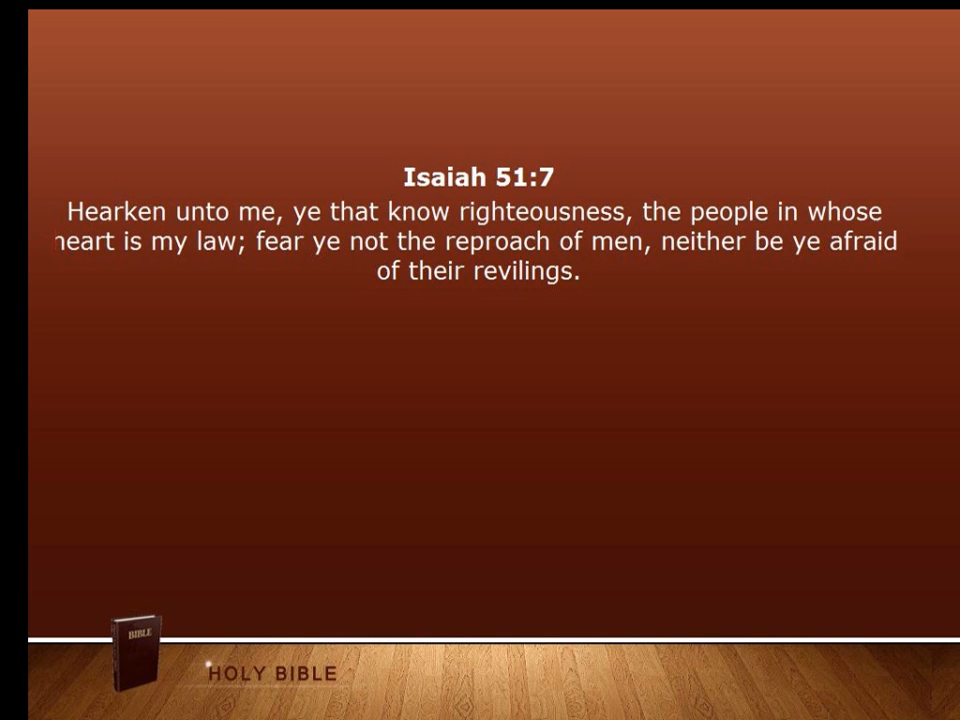 Isaiah 51:7
Hearken unto me, ye that know righteousness, the people in whose
heart is my law; fear ye not the reproach of men, neither be ye afraid
of their revilings.
BIBLE
HOLY BIBLE